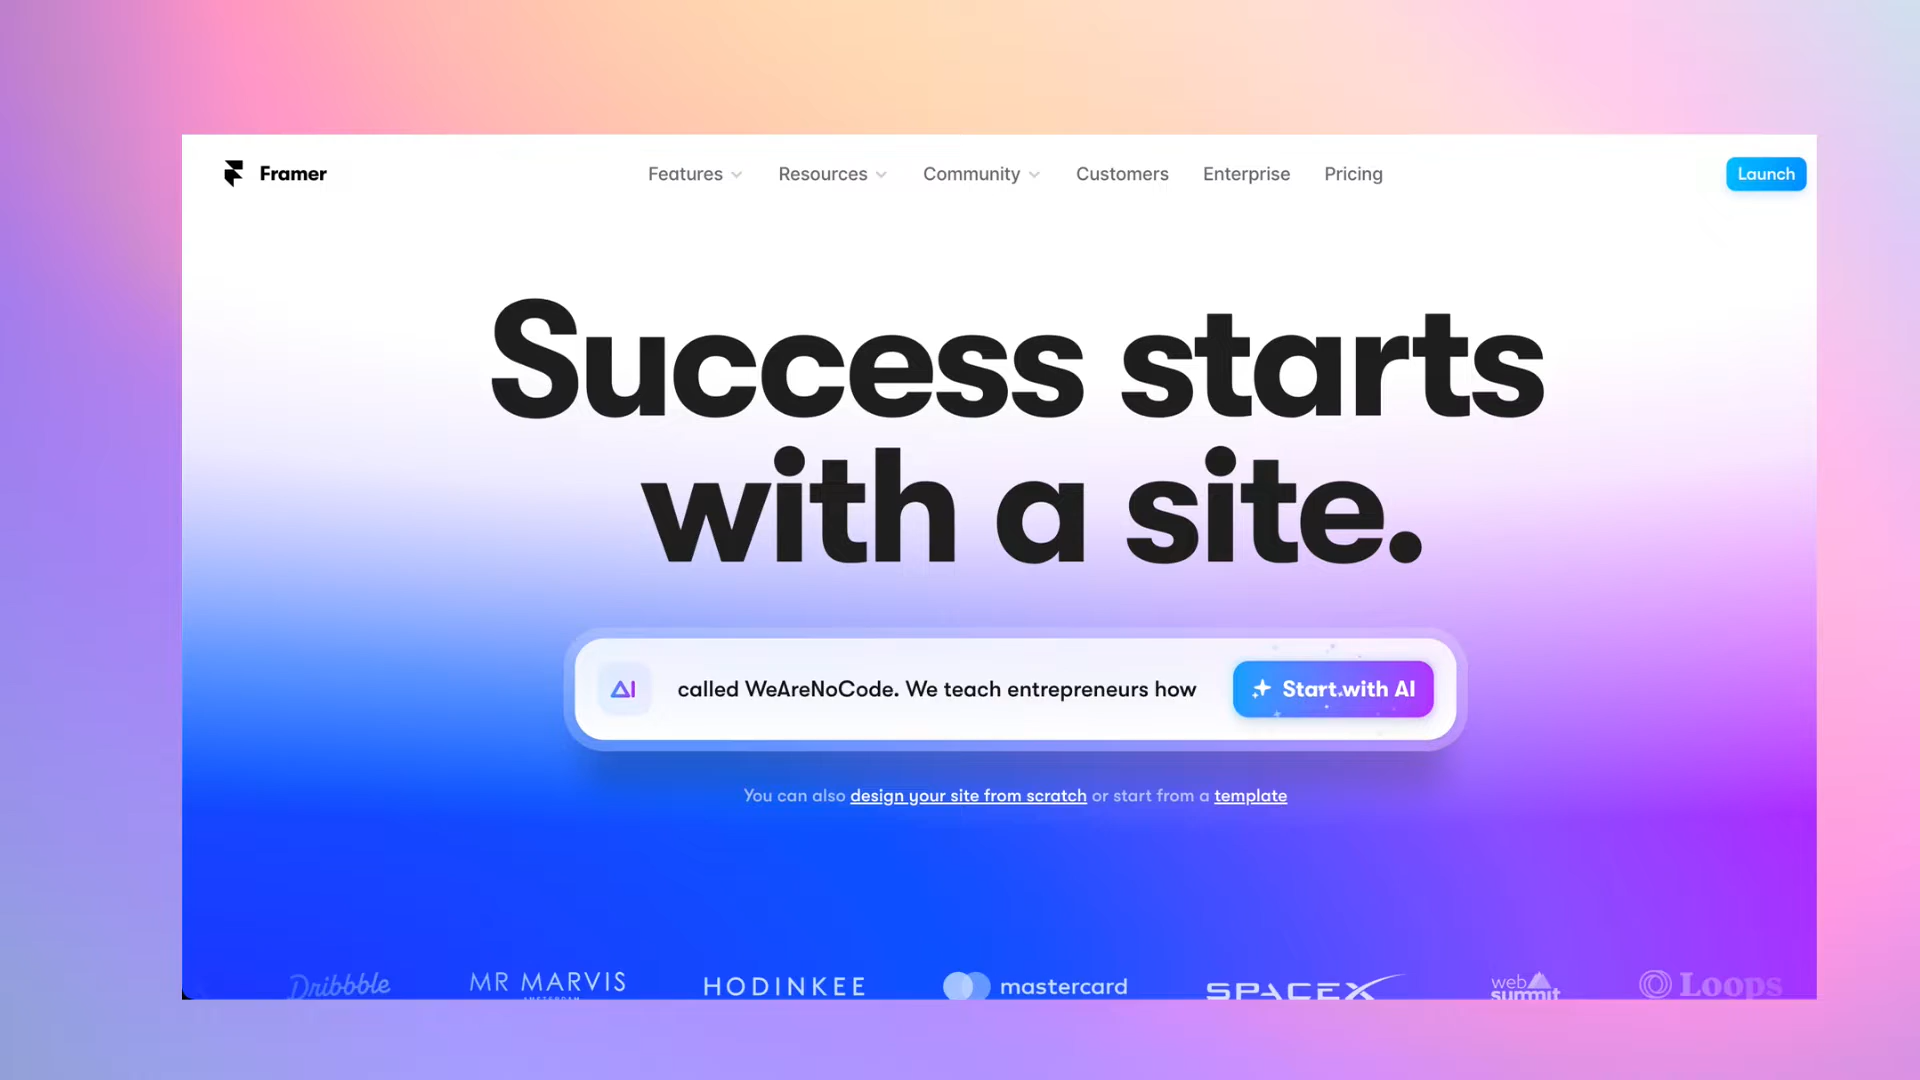 Framer
Features
Resources
Community
Customers
Enterprise
Pricing
Launch
Success starts
with a site.
AI
called WeAreNoCode. We teach entrepreneurs how
Start with AI
You can also design your site from scratch or start from a template
Dribbble
MR MARVIS
HODINKEE
mastercard
SPACEX
web
summit
Loops